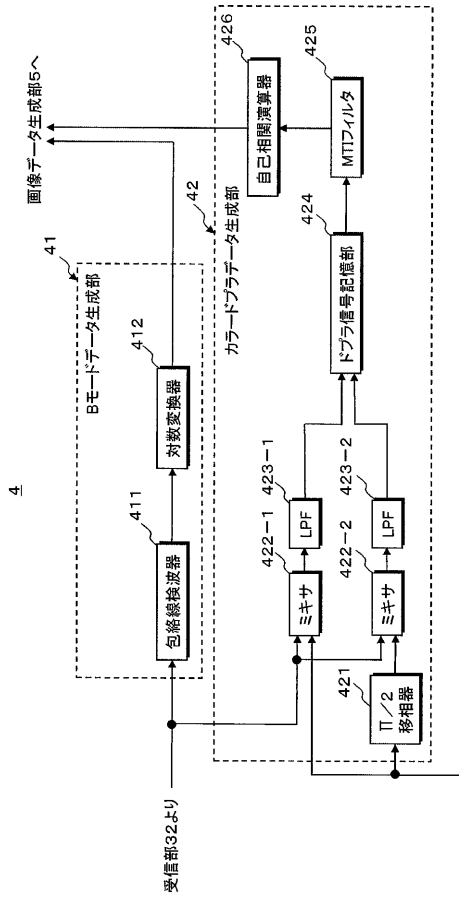 4
41
Bモードデータ生成部
411
包絡線検波器
412
対数変換器
画像データ生成部5へ
受信部32より
42
カラードプラデータ生成部
421
π/2
移相器
422-1
ミキサ
422-2
ミキサ
423-1
LPF
423-2
LPF
424
ドプラ信号記憶部
425
MTIフィルタ
426
自己相関演算器